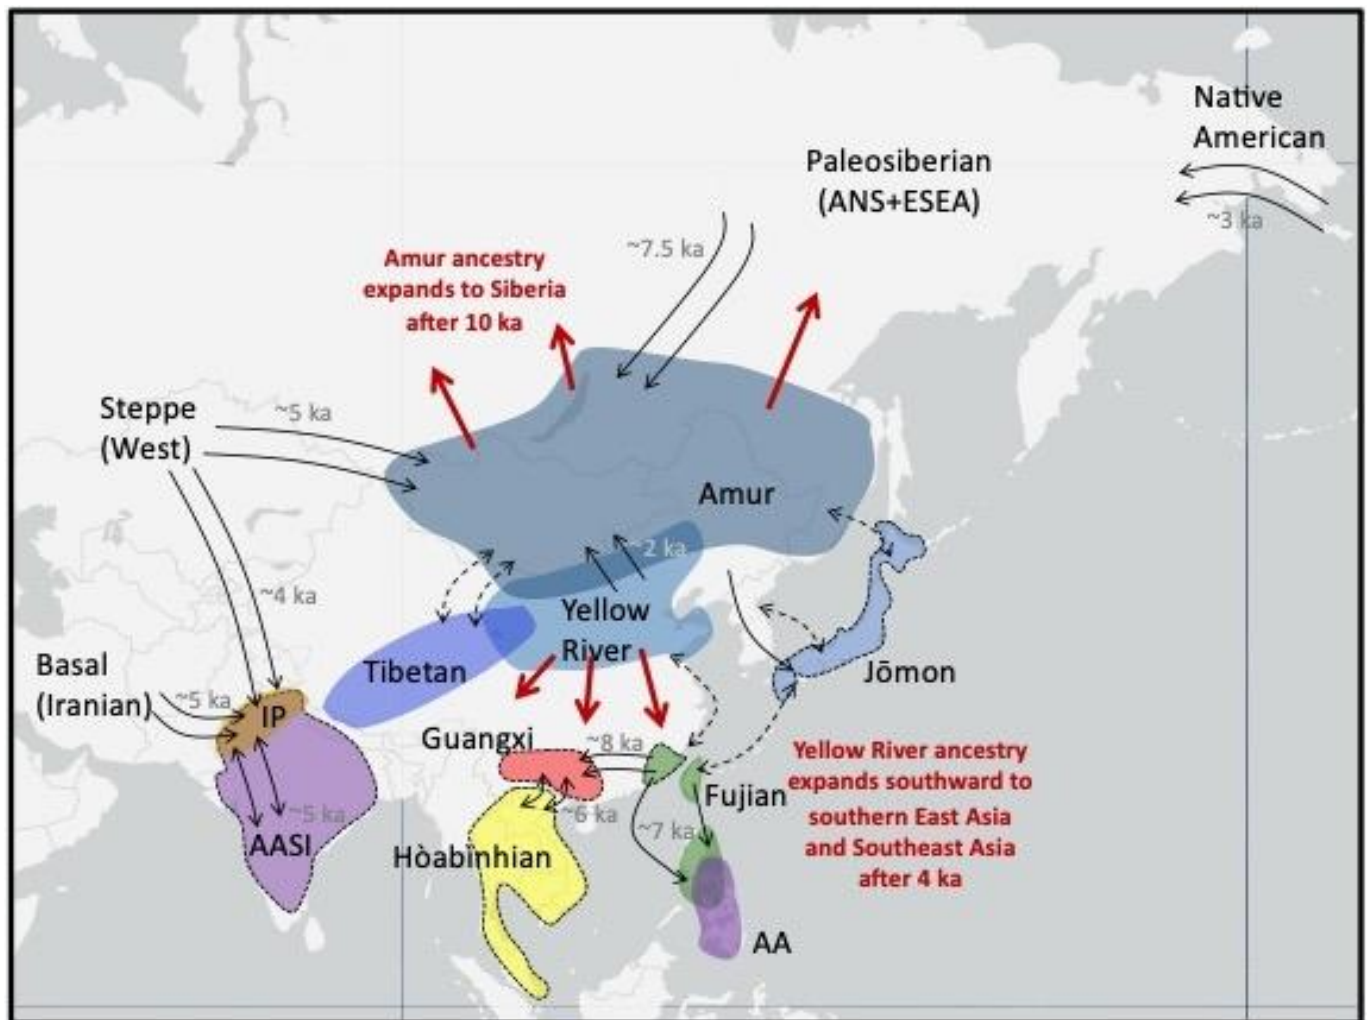 Native
American
~3 ka
Paleosiberian
(ANS+ESEA)
~7.5 ka
Amur ancestry
expands to Siberia
after 10 ka
Steppe
(West)
~5 ka
Amur
~2 ka
~4 ka
Yellow
River
Tibetan
Jōmon
Basal
(Iranian)
~5 ka
IP
Guangxi
~8 ka
Fujian
Yellow River ancestry
expands southward to
southern East Asia
and Southeast Asia
after 4 ka
~5 ka
AASI
~6 ka
~7 ka
Hòabinhian
AA